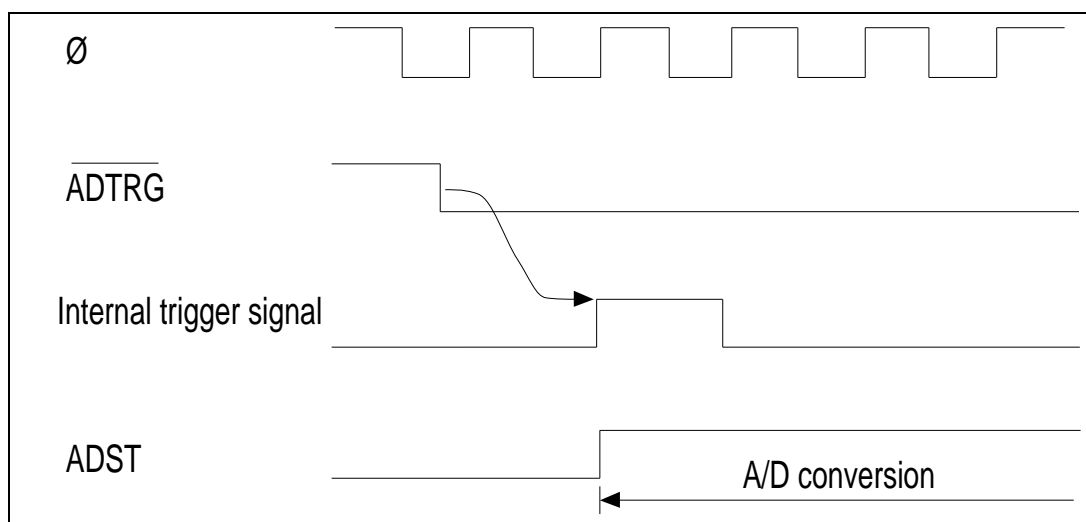 Ø
ADTRG
Internal trigger signal
ADST
A/D conversion